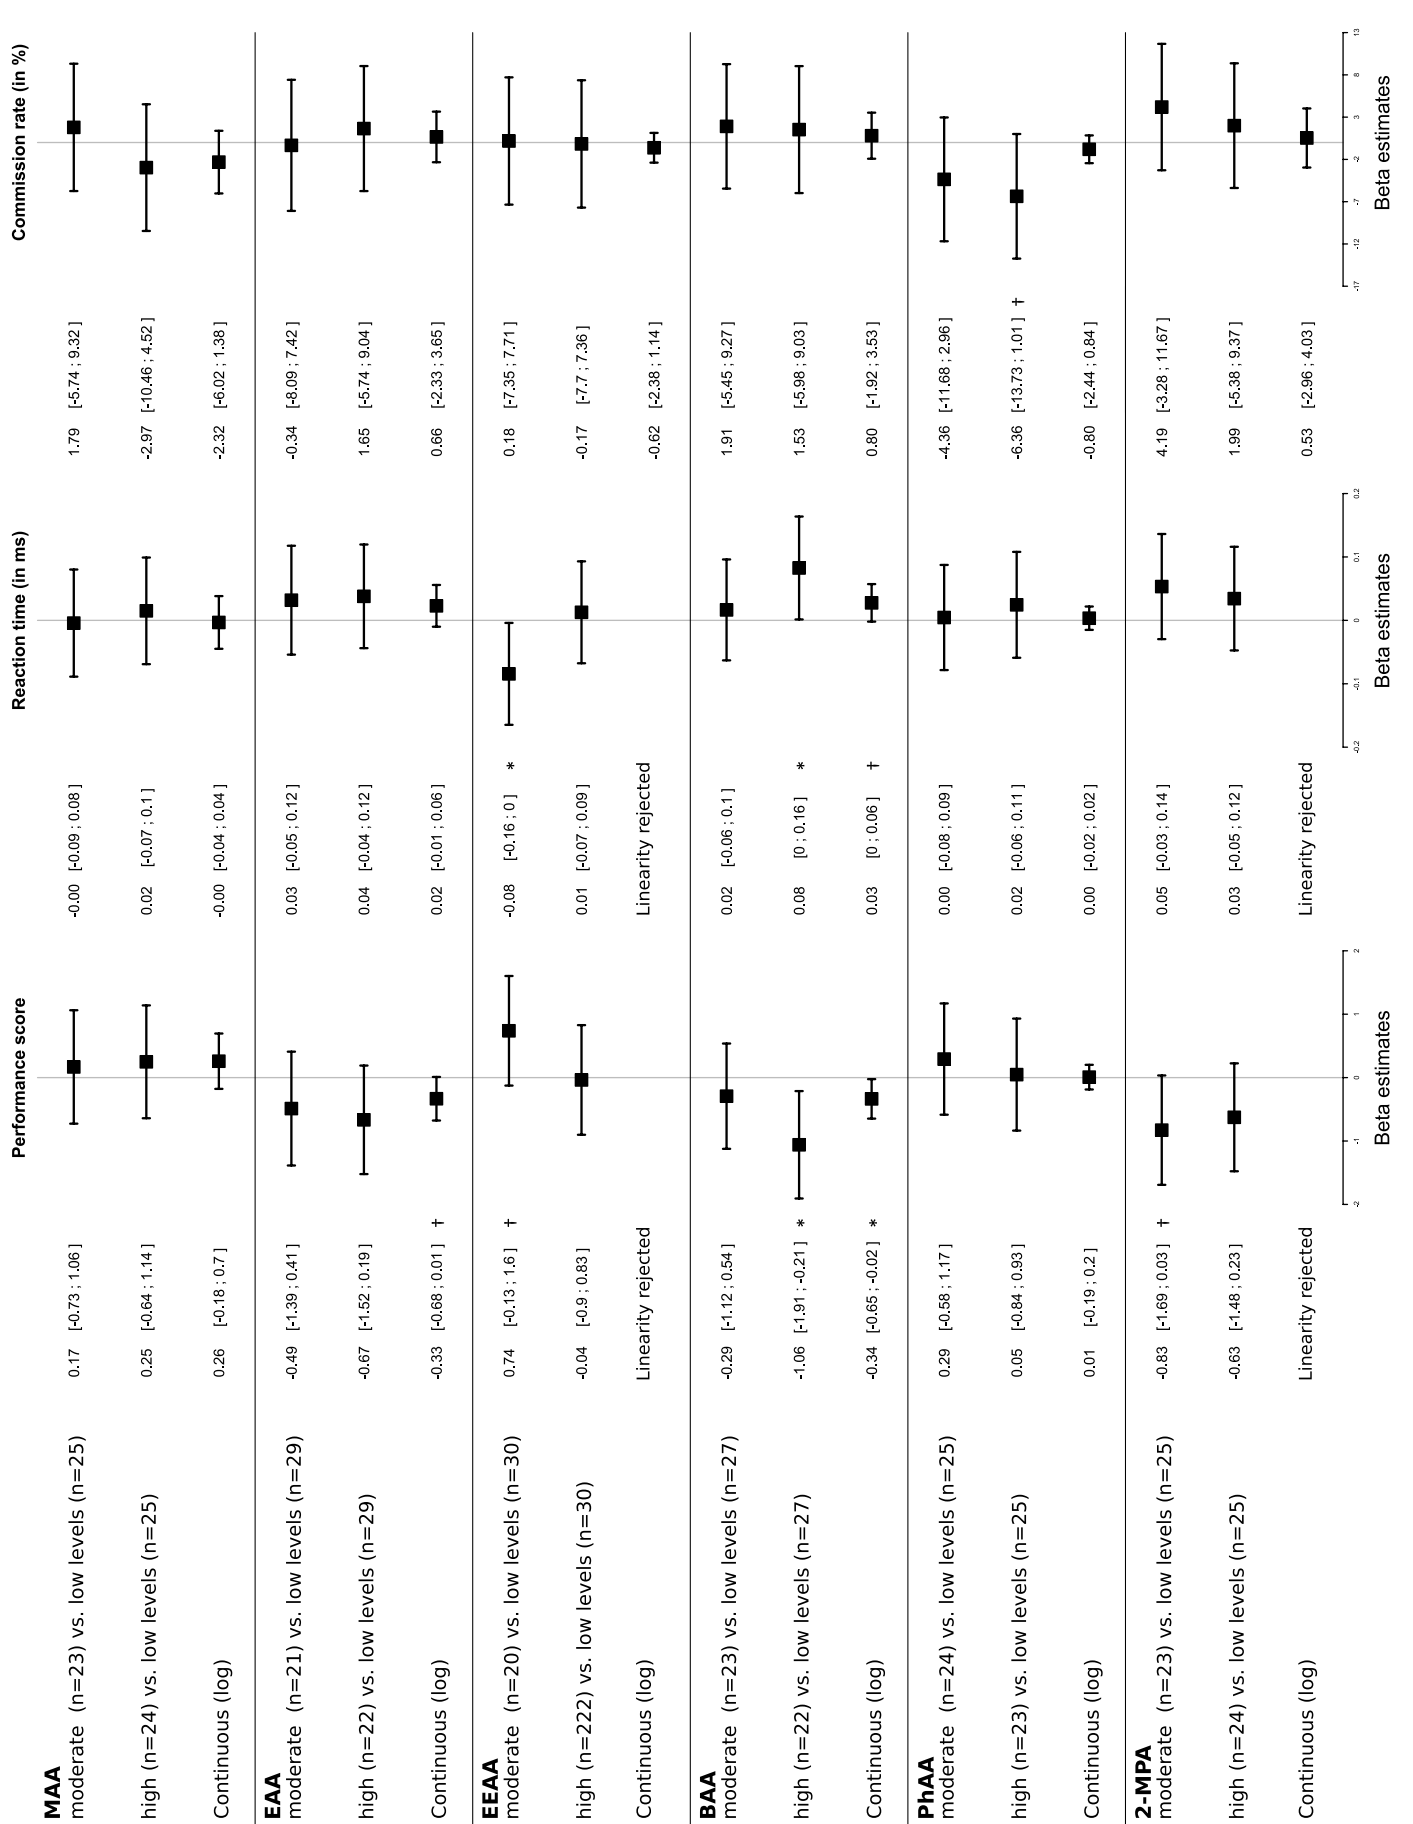 Performance score Reaction time (in ms) Commission rate (in %)
MAA
moderate (n=23) vs. low levels (n=25) 0.17 [-0.73 ; 1.06 ] -0.00 [-0.09 ; 0.08 ] 1.79 [-5.74 ; 9.32 ]
high (n=24) vs. low levels (n=25) 0.25 [-0.64 ; 1.14 ] 0.02 [-0.07 ; 0.1 ] -2.97 [-10.46 ; 4.52 ]
Continuous (log) 0.26 [-0.18 ; 0.7 ] -0.00 [-0.04 ; 0.04 ] -2.32 [-6.02 ; 1.38 ]
EAA
moderate (n=21) vs. low levels (n=29) -0.49 [-1.39 ; 0.41 ] 0.03 [-0.05 ; 0.12 ] -0.34 [-8.09 ; 7.42 ]
high (n=22) vs. low levels (n=29) -0.67 [-1.52 ; 0.19 ] 0.04 [-0.04 ; 0.12 ] 1.65 [-5.74 ; 9.04 ]
Continuous (log) -0.33 [-0.68 ; 0.01 ] † 0.02 [-0.01 ; 0.06 ] 0.66 [-2.33 ; 3.65 ]
EEAA
moderate (n=20) vs. low levels (n=30) 0.74 [-0.13 ; 1.6 ] † -0.08 [-0.16 ; 0 ] * 0.18 [-7.35 ; 7.71 ]
high (n=222) vs. low levels (n=30) -0.04 [-0.9 ; 0.83 ] 0.01 [-0.07 ; 0.09 ] -0.17 [-7.7 ; 7.36 ]
Continuous (log) Linearity rejected Linearity rejected -0.62 [-2.38 ; 1.14 ]
BAA
moderate (n=23) vs. low levels (n=27) -0.29 [-1.12 ; 0.54 ] 0.02 [-0.06 ; 0.1 ] 1.91 [-5.45 ; 9.27 ]
high (n=22) vs. low levels (n=27) -1.06 [-1.91 ; -0.21 ] * 0.08 [0 ; 0.16 ] * 1.53 [-5.98 ; 9.03 ]
Continuous (log) -0.34 [-0.65 ; -0.02 ] * 0.03 [0 ; 0.06 ] † 0.80 [-1.92 ; 3.53 ]
PhAA
moderate (n=24) vs. low levels (n=25) 0.29 [-0.58 ; 1.17 ] 0.00 [-0.08 ; 0.09 ] -4.36 [-11.68 ; 2.96 ]
high (n=23) vs. low levels (n=25) 0.05 [-0.84 ; 0.93 ] 0.02 [-0.06 ; 0.11 ] -6.36 [-13.73 ; 1.01 ] †
Continuous (log) 0.01 [-0.19 ; 0.2 ] 0.00 [-0.02 ; 0.02 ] -0.80 [-2.44 ; 0.84 ]
2-MPA
moderate (n=23) vs. low levels (n=25) -0.83 [-1.69 ; 0.03 ] † 0.05 [-0.03 ; 0.14 ] 4.19 [-3.28 ; 11.67 ]
high (n=24) vs. low levels (n=25) -0.63 [-1.48 ; 0.23 ] 0.03 [-0.05 ; 0.12 ] 1.99 [-5.38 ; 9.37 ]
Continuous (log) Linearity rejected Linearity rejected 0.53 [-2.96 ; 4.03 ]
-2 -1 0 1 2 -0.2 -0.1 0 0.1 0.2 -17 -12 -7 -2 3 8 13
Beta estimates Beta estimates Beta estimates